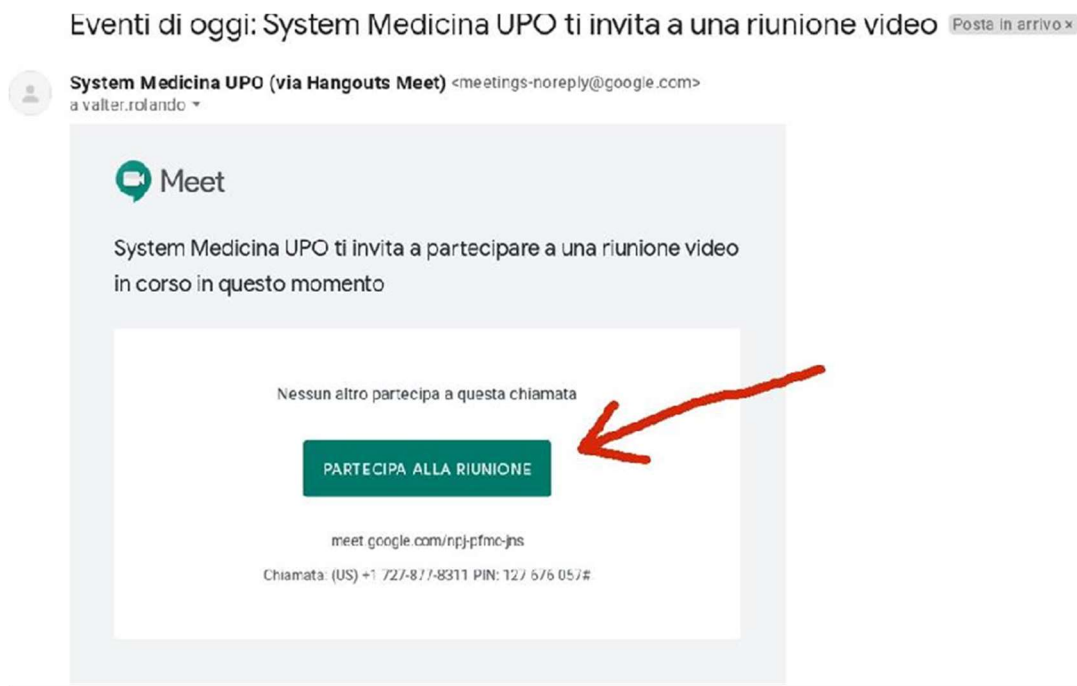 Eventi di oggi: System Medicina UPO ti invita a una riunione video Posta in arrivo x
System Medicina UPO (via Hangouts Meet) <meetings-noreply@google.com>
a valter.rolando
Meet
System Medicina UPO ti invita a partecipare a una riunione video
in corso in questo momento
Nessun altro partecipa a questa chiamata
PARTECIPA ALLA RIUNIONE
meet.google.com/npj-pfmc-jns
Chiamata: (US) +1 727-877-8311 PIN: 127 676 057#